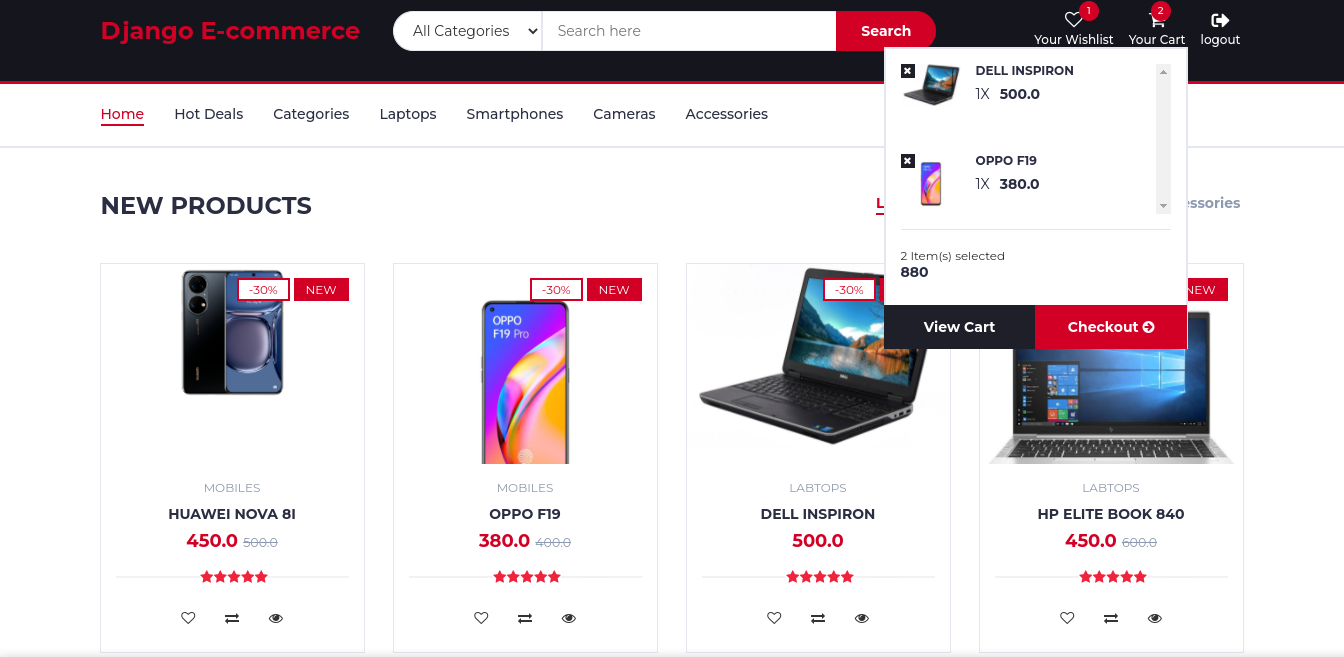 Django E-commerce
All Categories
Search here
Search
1
Your Wishlist
2
Your Cart
logout
Home
Hot Deals
Categories
Laptops
Smartphones
Cameras
Accessories
DELL INSPIRON
1X 500.0
OPPO F19
1X 380.0
2 Item(s) selected
880
View Cart
Checkout
NEW PRODUCTS
-30%
NEW
MOBILES
HUAWEI NOVA 8I
450.0 500.0
-30%
NEW
OPPO
F19 Pro
MOBILES
OPPO F19
380.0 400.0
-30%
LABTOPS
DELL INSPIRON
500.0
NEW
LABTOPS
HP ELITE BOOK 840
450.0 600.0